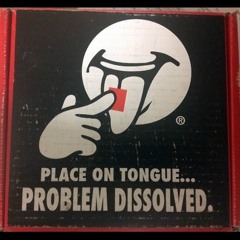 ®
PLACE ON TONGUE...
PROBLEM DISSOLVED.